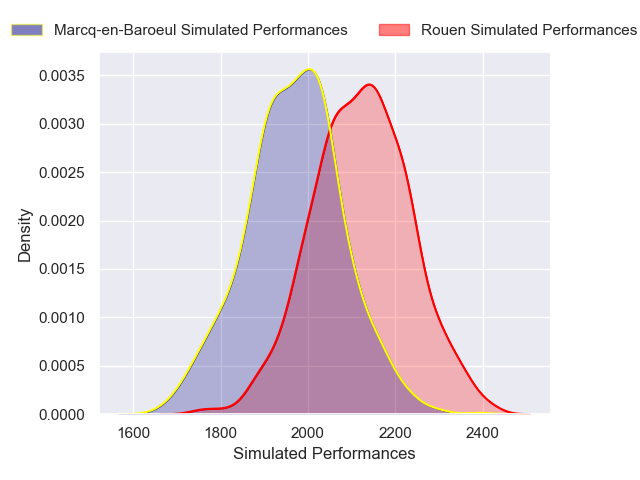 Marcq-en-Baroeul Simulated Performances
Rouen Simulated Performances
0.0035
0.0030
0.0025
0.0020
0.0015
0.0010
0.0005
0.0000
Density
1600 1800 2000 2200 2400
Simulated Performances